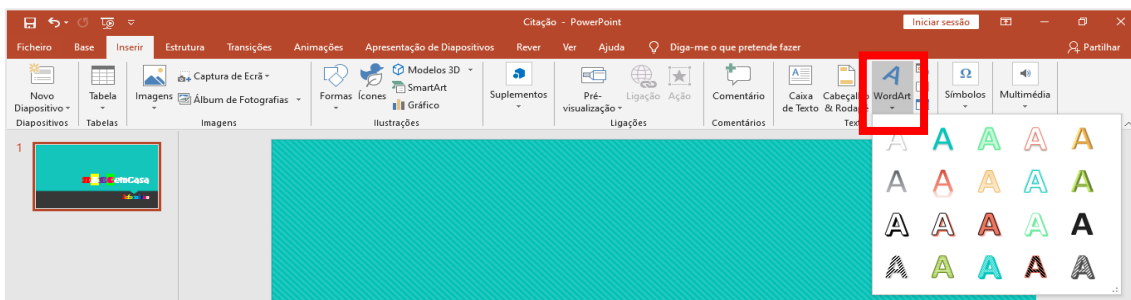 Citação - PowerPoint
Iniciar sessão
Ficheiro Base Inserir Estrutura Transições Animações Apresentação de Diapositivos Rever Ver Ajuda Diga-me o que pretende fazer Partilhar
Novo Diapositivo
Tabela
Imagens
Captura de Ecrã
Álbum de Fotografias
Formas
Ícones
Modelos 3D
SmartArt
Gráfico
Suplementos
Pré-visualização
Ligação
Ação
Comentário
Caixa de Texto
WordArt
Símbolos
Multimédia
Diapositivos Tabelas Imagens Ilustrações Ligações Comentários
1
emCasa
A A A A A
A A A A A
A A A A A
A A A A A